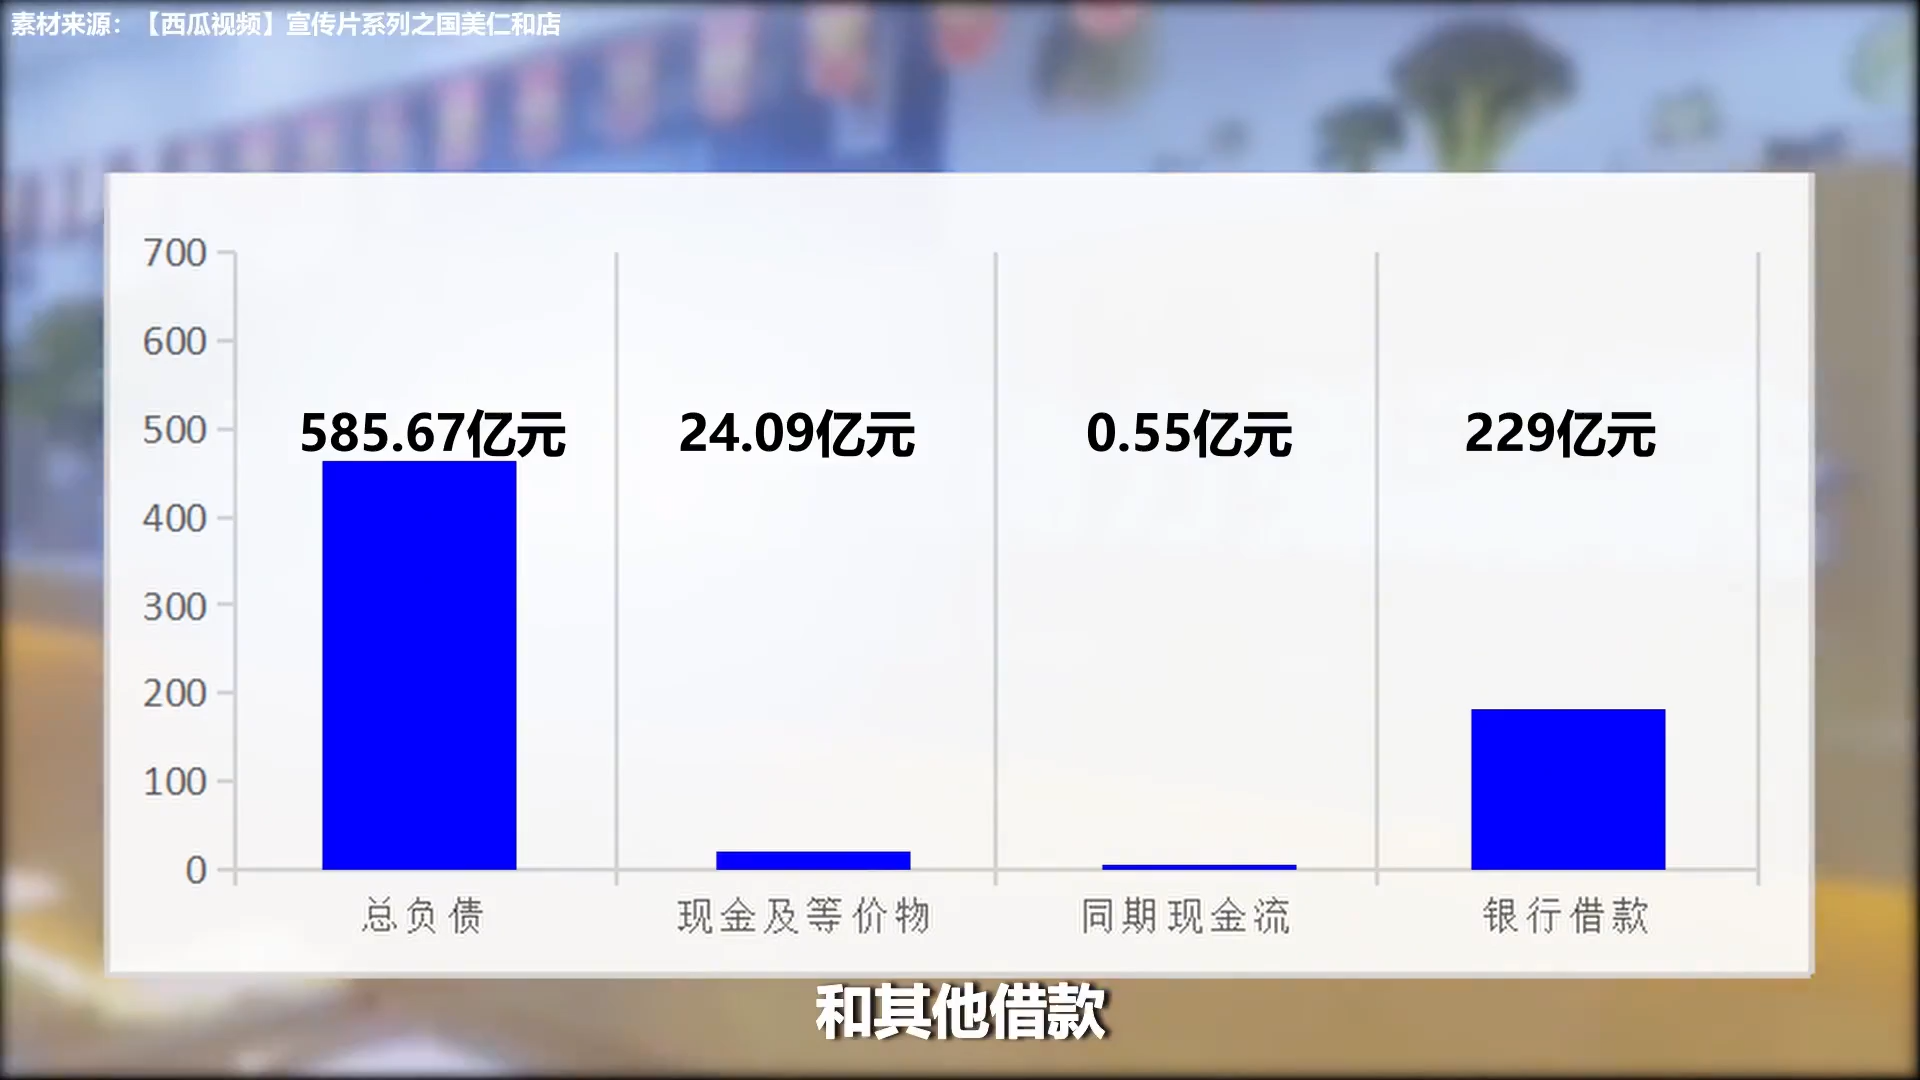 素材来源：【西瓜视频】宣传片系列之国美仁和店
700
600
500
400
300
200
100
0
585.67亿元
24.09亿元
0.55亿元
229亿元
总负债
现金及等价物
同期现金流
银行借款
和其他借款